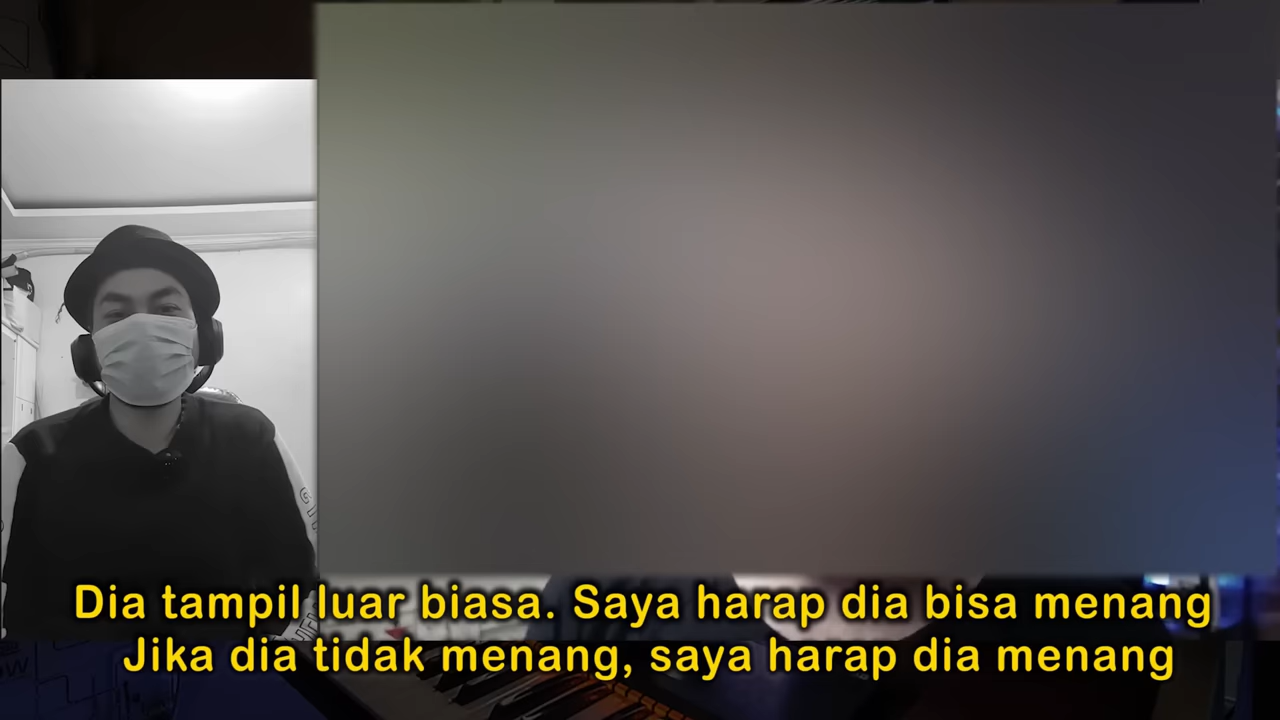 Dia tampil luar biasa. Saya harap dia bisa menang
Jika dia tidak menang, saya harap dia menang